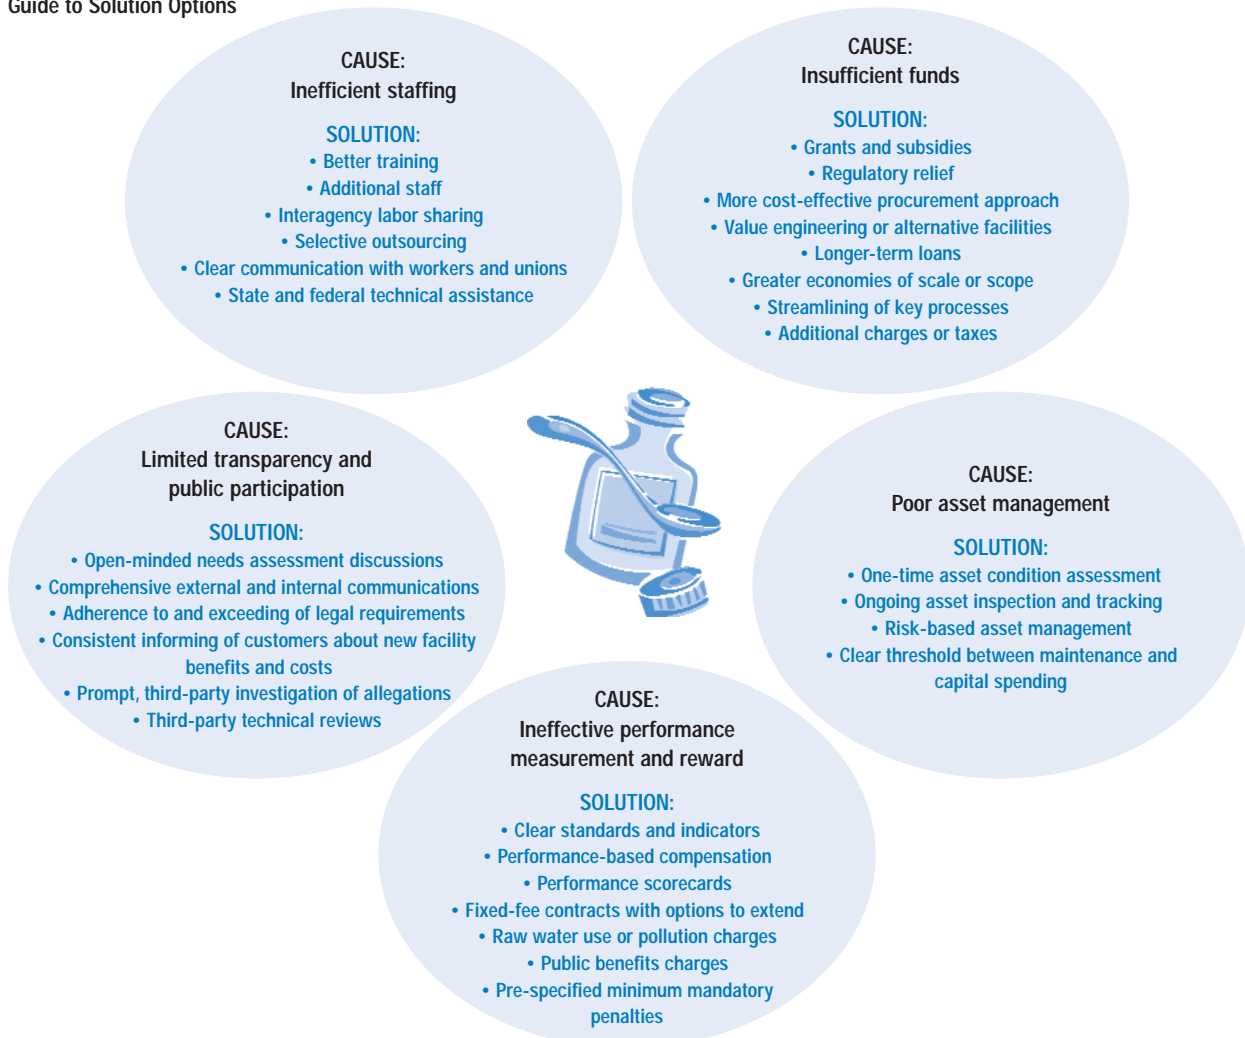 Guide to Solution Options
CAUSE:
Inefficient staffing
SOLUTION:
• Better training
• Additional staff
• Interagency labor sharing
• Selective outsourcing
• Clear communication with workers and unions
• State and federal technical assistance
CAUSE:
Insufficient funds
SOLUTION:
• Grants and subsidies
• Regulatory relief
• More cost-effective procurement approach
• Value engineering or alternative facilities
• Longer-term loans
• Greater economies of scale or scope
• Streamlining of key processes
• Additional charges or taxes
CAUSE:
Limited transparency and
public participation
SOLUTION:
• Open-minded needs assessment discussions
• Comprehensive external and internal communications
• Adherence to and exceeding of legal requirements
• Consistent informing of customers about new facility
benefits and costs
• Prompt, third-party investigation of allegations
• Third-party technical reviews
CAUSE:
Poor asset management
SOLUTION:
• One-time asset condition assessment
• Ongoing asset inspection and tracking
• Risk-based asset management
• Clear threshold between maintenance and
capital spending
CAUSE:
Ineffective performance
measurement and reward
SOLUTION:
• Clear standards and indicators
• Performance-based compensation
• Performance scorecards
• Fixed-fee contracts with options to extend
• Raw water use or pollution charges
• Public benefits charges
• Pre-specified minimum mandatory
penalties